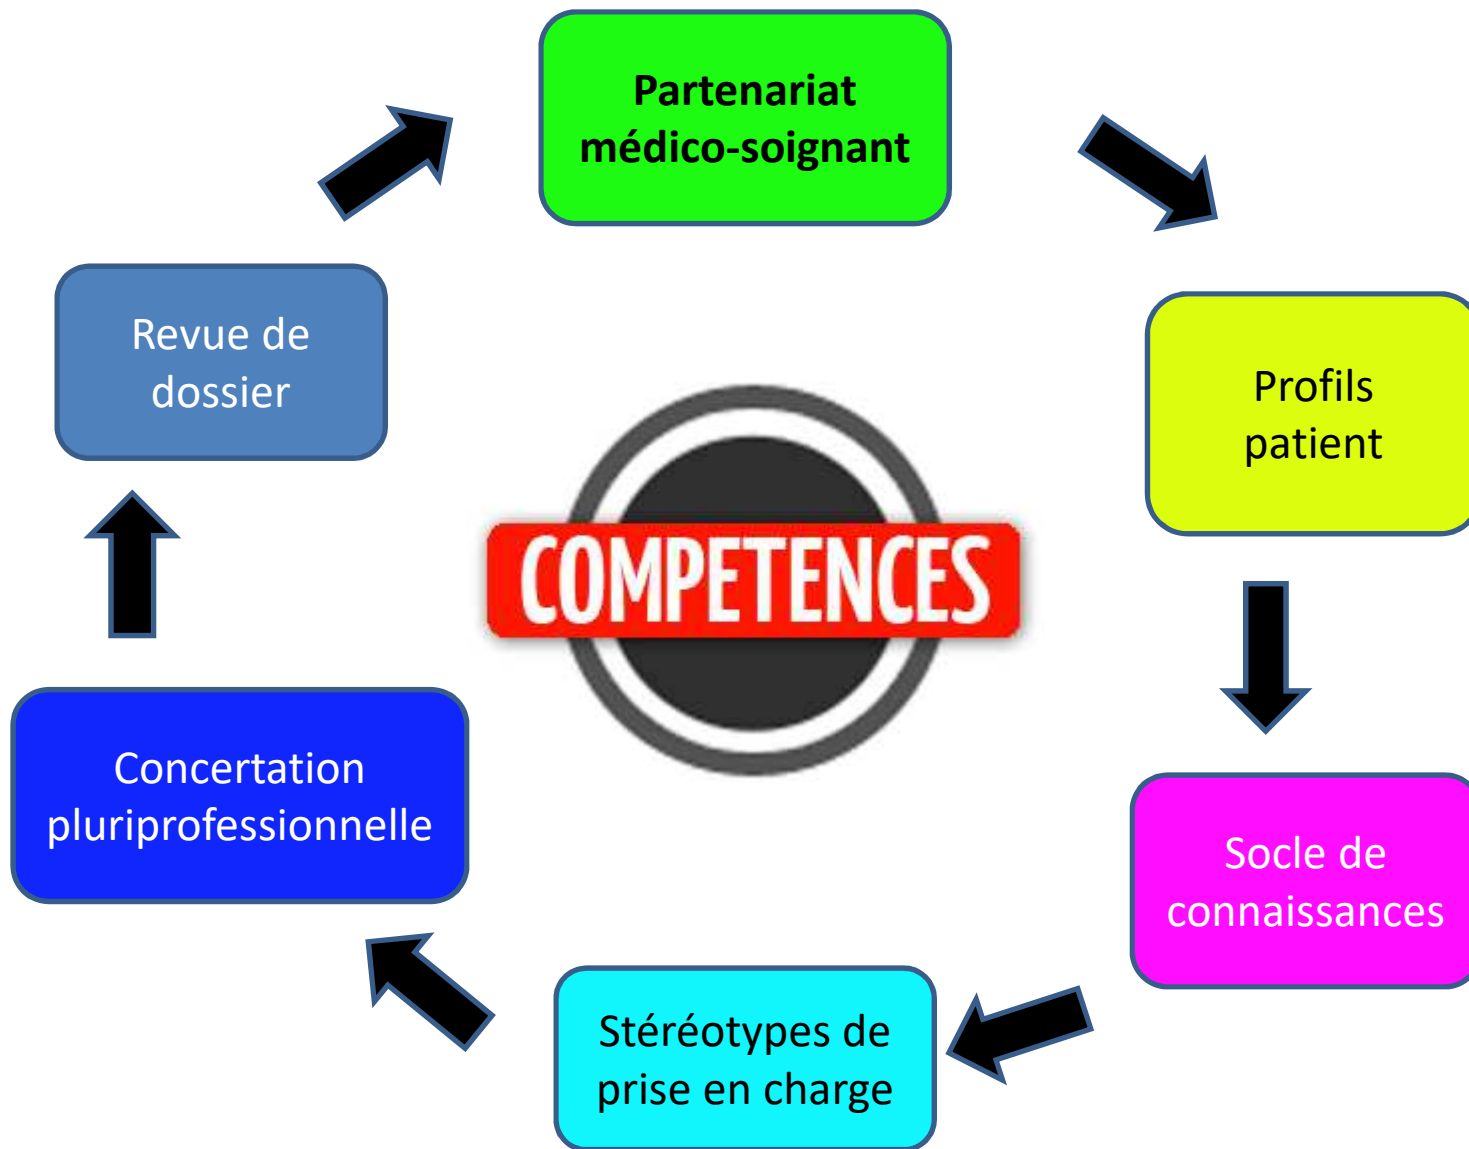 Partenariat
médico-soignant
Profils
patient
Socle de
connaissances
Stéréotypes de
prise en charge
Concertation
pluriprofessionnelle
Revue de
dossier
COMPETENCES